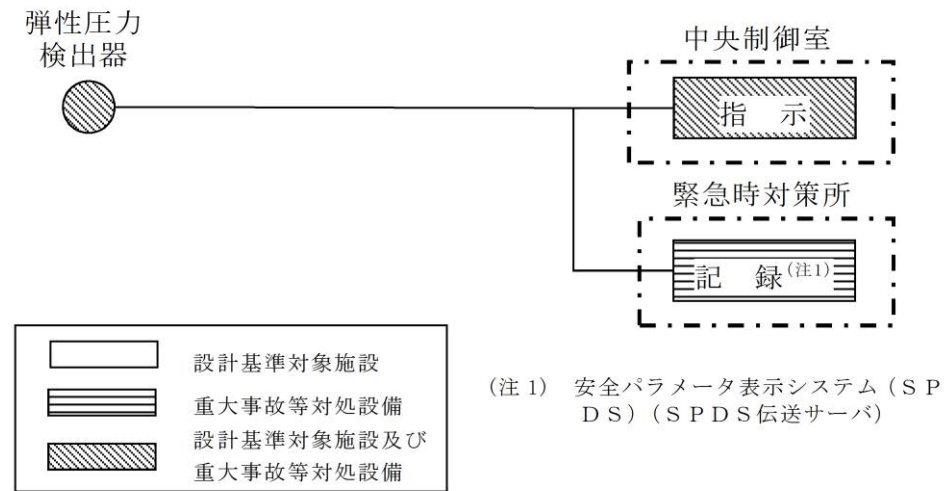 弾性圧力
検出器
中央制御室
指　示
緊急時対策所
記　録(注1)
設計基準対象施設
重大事故等対処設備
設計基準対象施設及び
重大事故等対処設備
(注1)　安全パラメータ表示システム（ＳＰ
ＤＳ）（ＳＰＤＳ伝送サーバ）